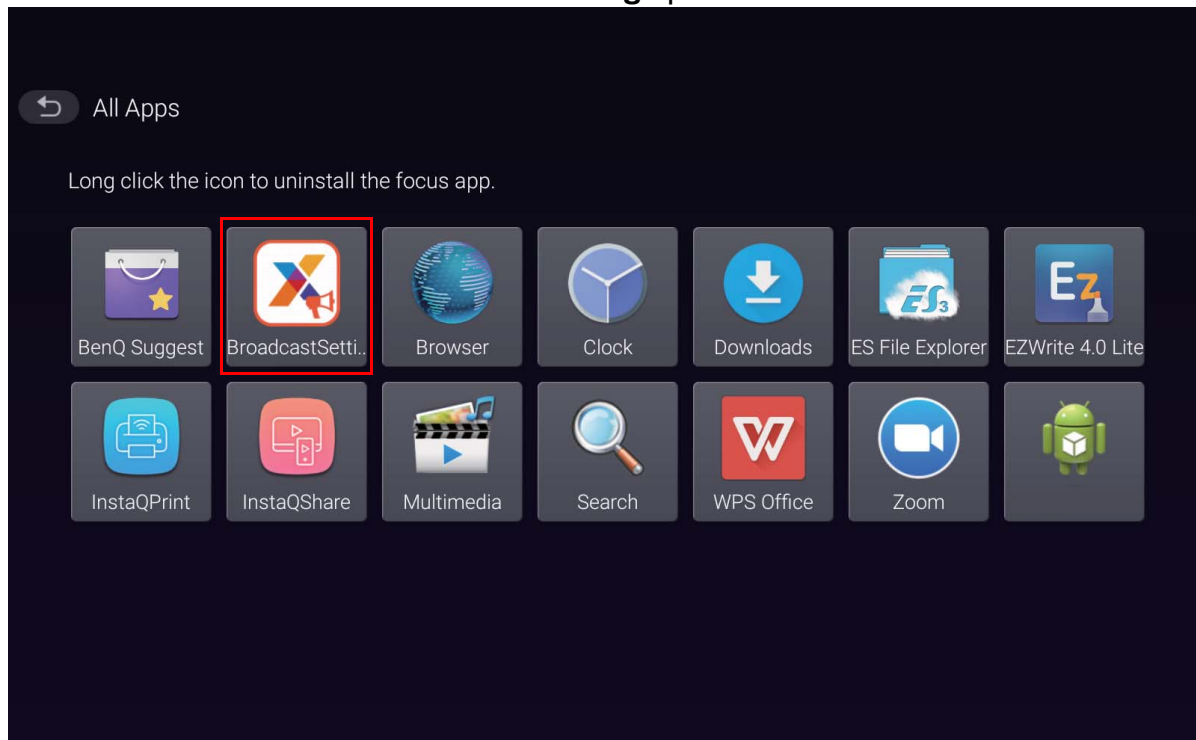 All Apps
Long click the icon to uninstall the focus app.
BenQ Suggest BroadcastSetti.. Browser Clock Downloads ES File Explorer EZWrite 4.0 Lite
InstaQPrint InstaQShare Multimedia Search WPS Office Zoom